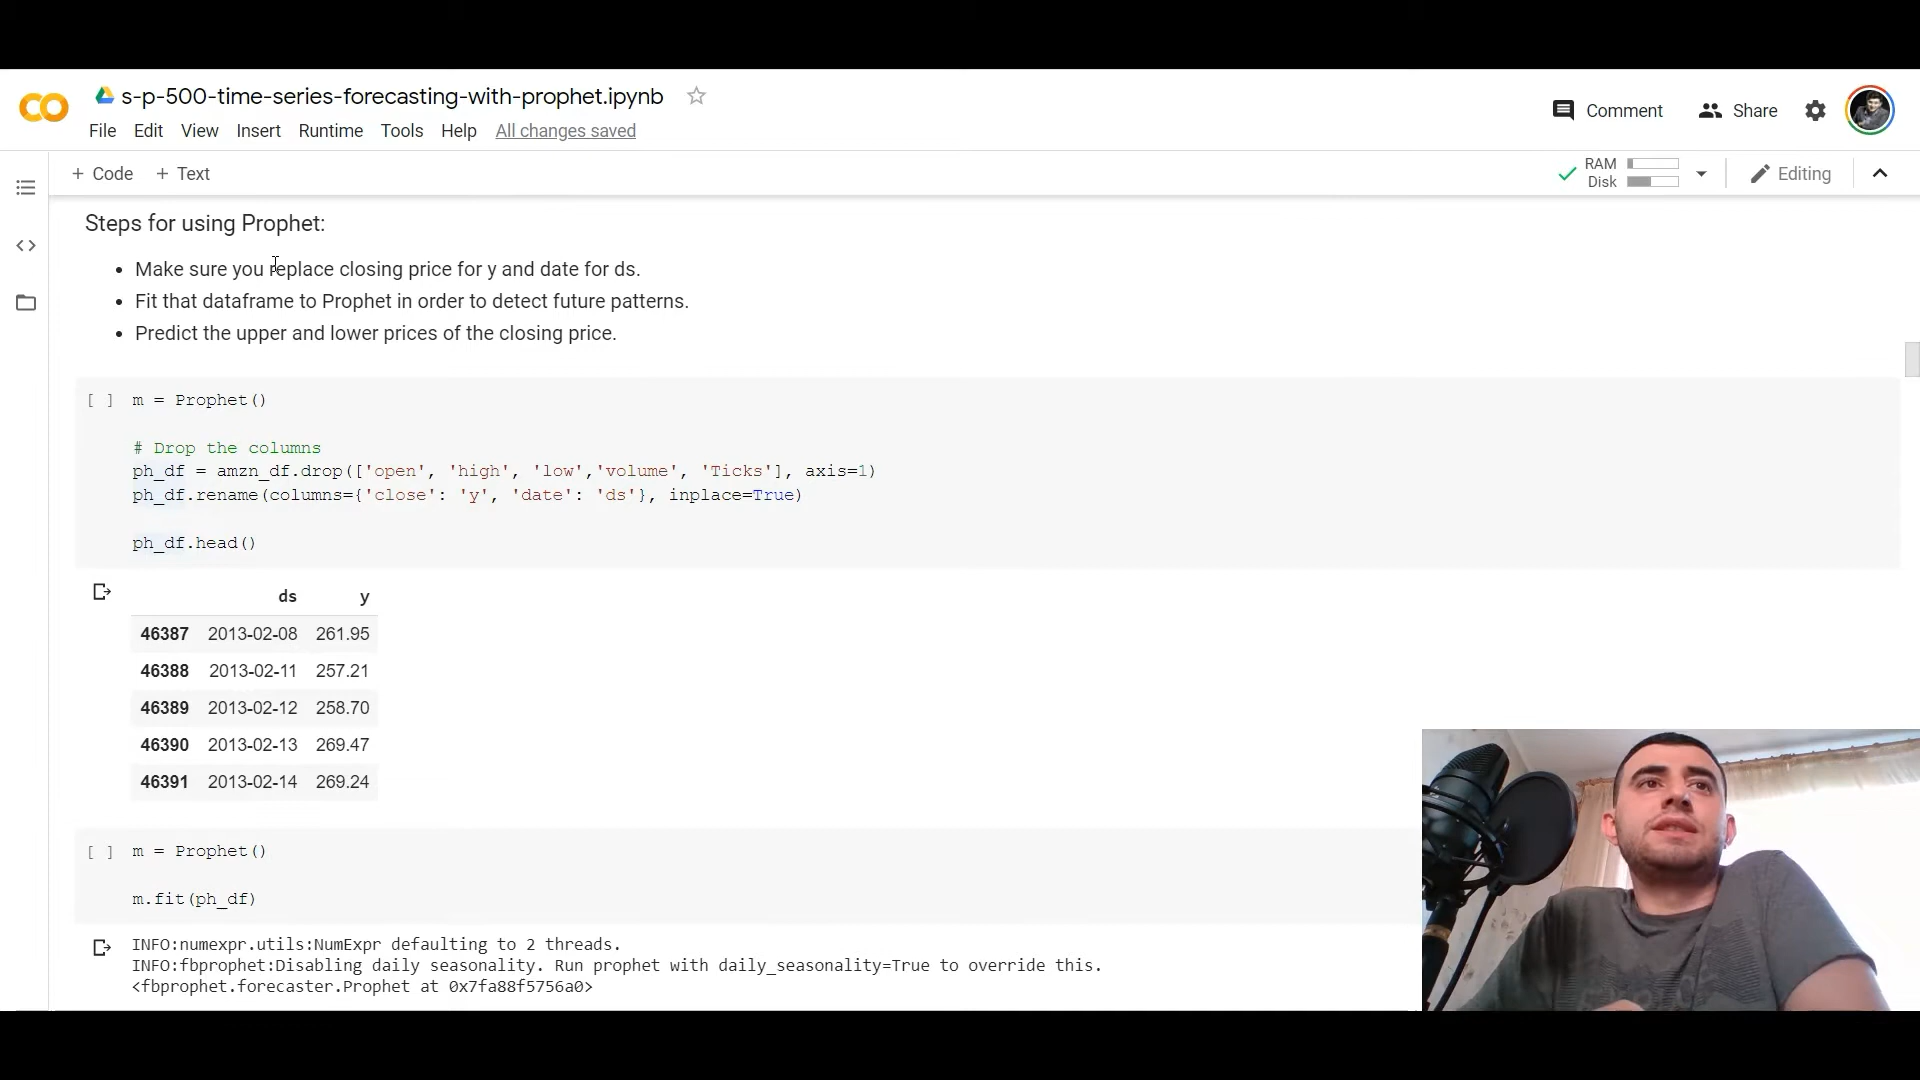 s-p-500-time-series-forecasting-with-prophet.ipynb
Comment
Share
File Edit View Insert Runtime Tools Help All changes saved
+ Code + Text
RAM
Disk
Editing
Steps for using Prophet:
• Make sure you replace closing price for y and date for ds.
• Fit that dataframe to Prophet in order to detect future patterns.
• Predict the upper and lower prices of the closing price.
[ ] m = Prophet()
# Drop the columns
ph_df = amzn_df.drop(['open', 'high', 'low','volume', 'Ticks'], axis=1)
ph_df.rename(columns={'close': 'y', 'date': 'ds'}, inplace=True)
ph_df.head()
ds y
46387 2013-02-08 261.95
46388 2013-02-11 257.21
46389 2013-02-12 258.70
46390 2013-02-13 269.47
46391 2013-02-14 269.24
[ ] m = Prophet()
m.fit(ph_df)
INFO:numexpr.utils:NumExpr defaulting to 2 threads.
INFO:fbprophet:Disabling daily seasonality. Run prophet with daily_seasonality=True to override this.
<fbprophet.forecaster.Prophet at 0x7fa88f5756a0>